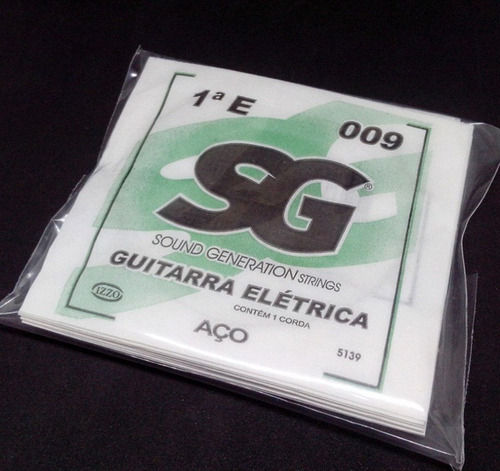 1ª E
009
SG®
SOUND GENERATION STRINGS
GUITARRA ELÉTRICA
CONTÉM 1 CORDA
IZZO
AÇO
5139